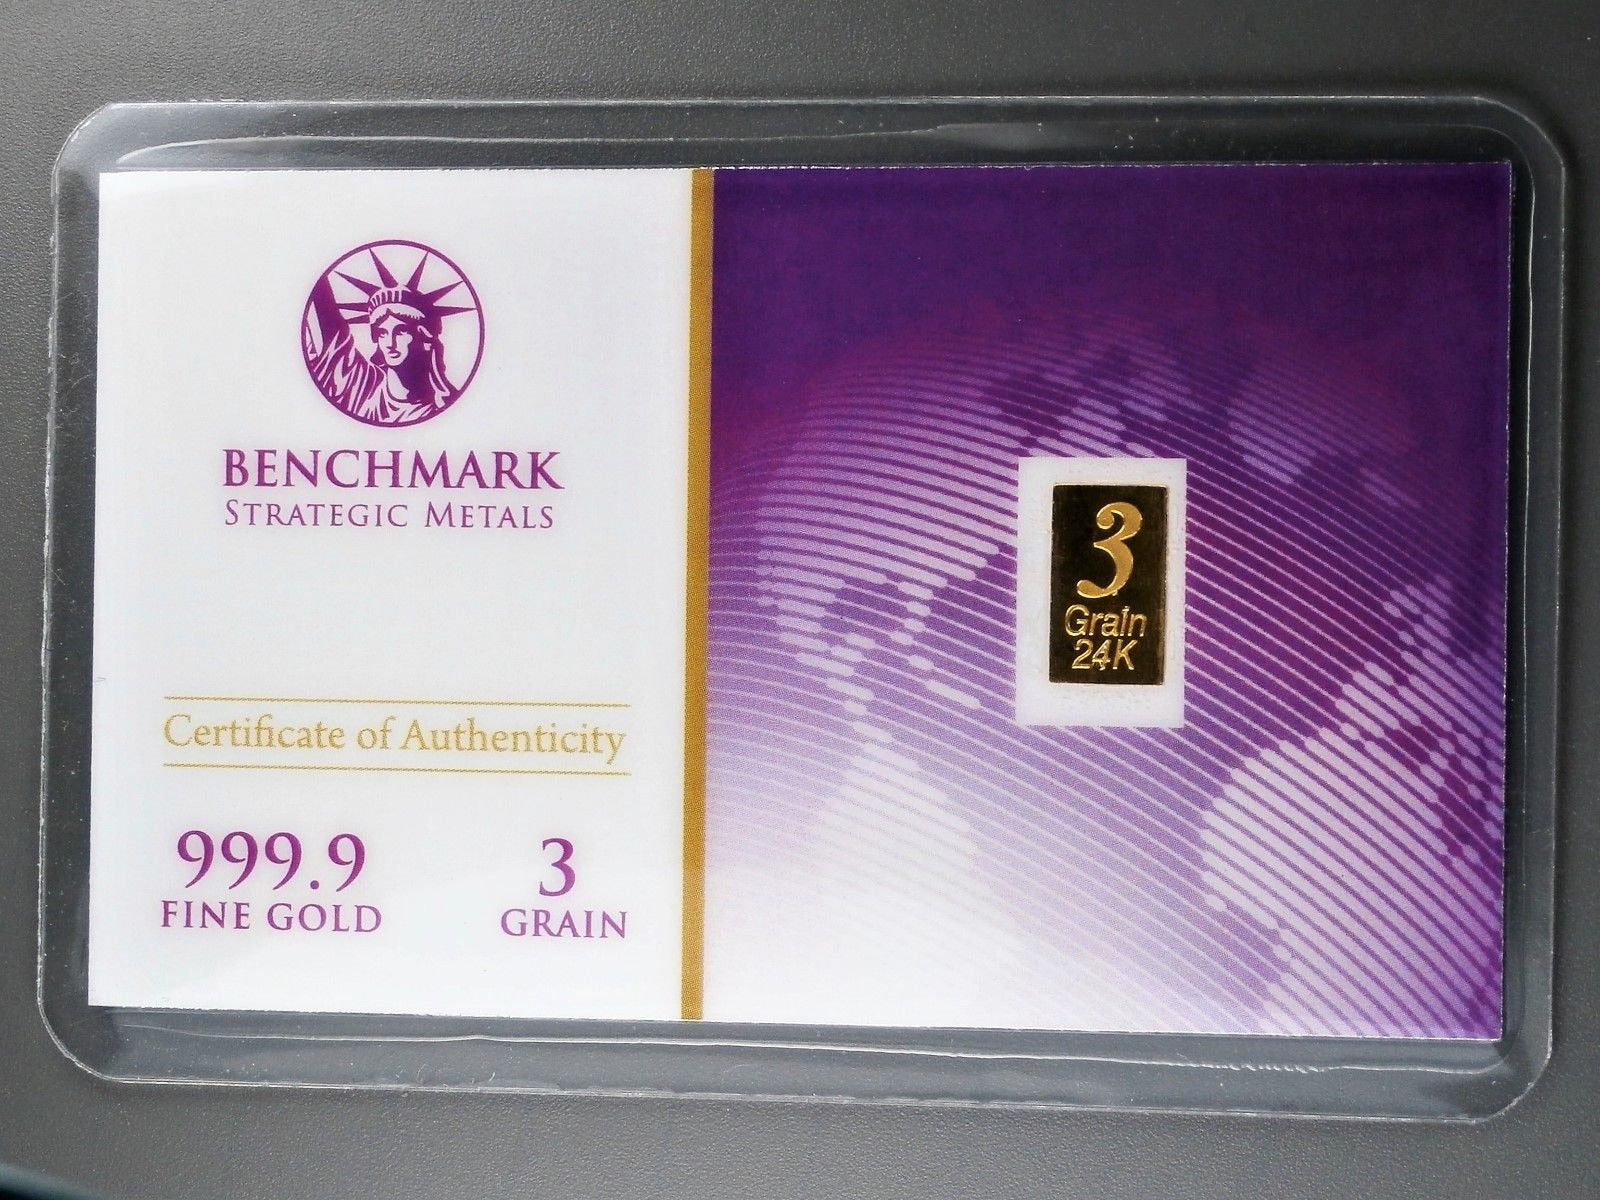 BENCHMARK
STRATEGIC METALS
Certificate of Authenticity
999.9
FINE GOLD
3
GRAIN
3
Grain
24K